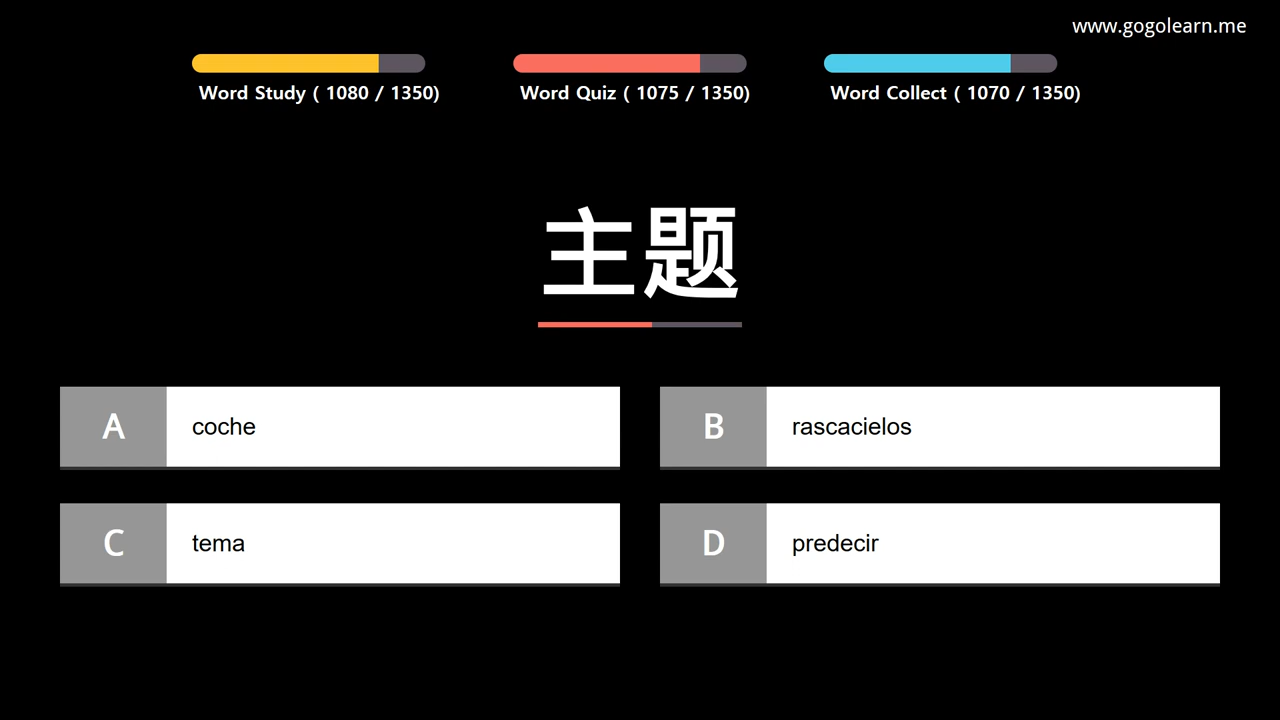 www.gogolearn.me
Word Study ( 1080 / 1350)
Word Quiz ( 1075 / 1350)
Word Collect ( 1070 / 1350)
主题
A coche
B rascacielos
C tema
D predecir